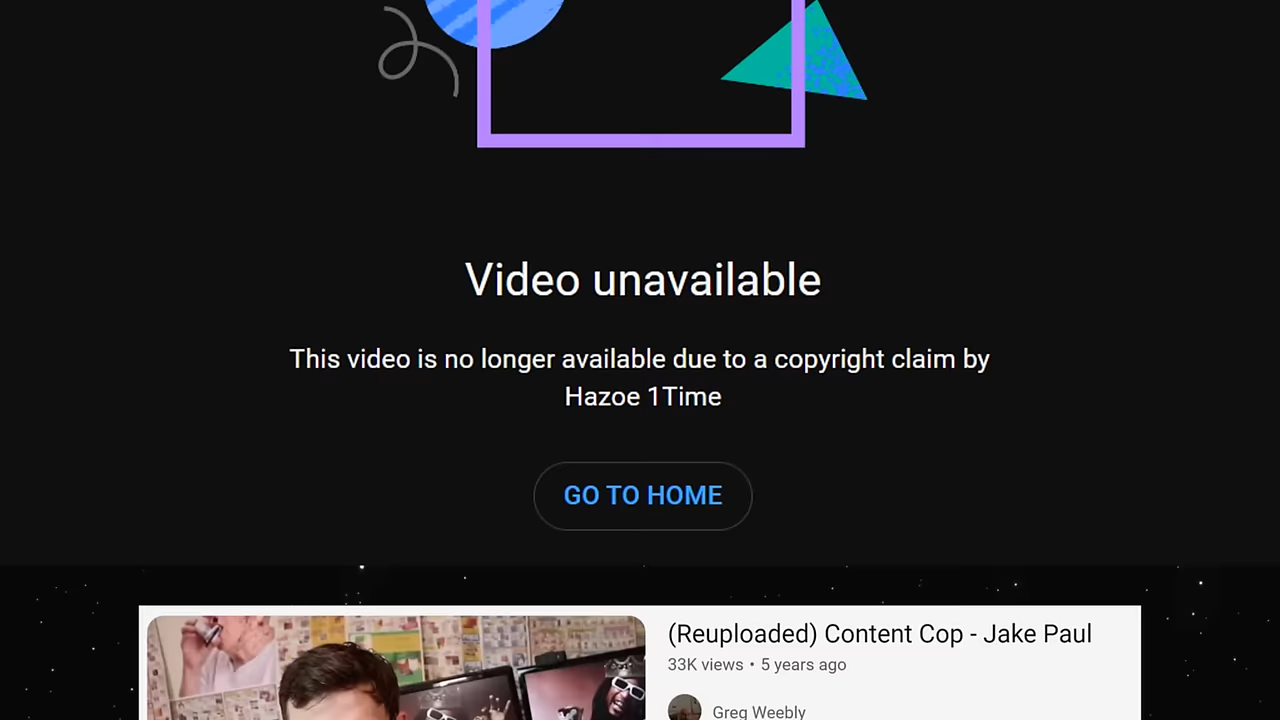 Video unavailable
This video is no longer available due to a copyright claim by
Hazoe 1Time
GO TO HOME
(Reuploaded) Content Cop - Jake Paul
33K views • 5 years ago
Greg Weebly